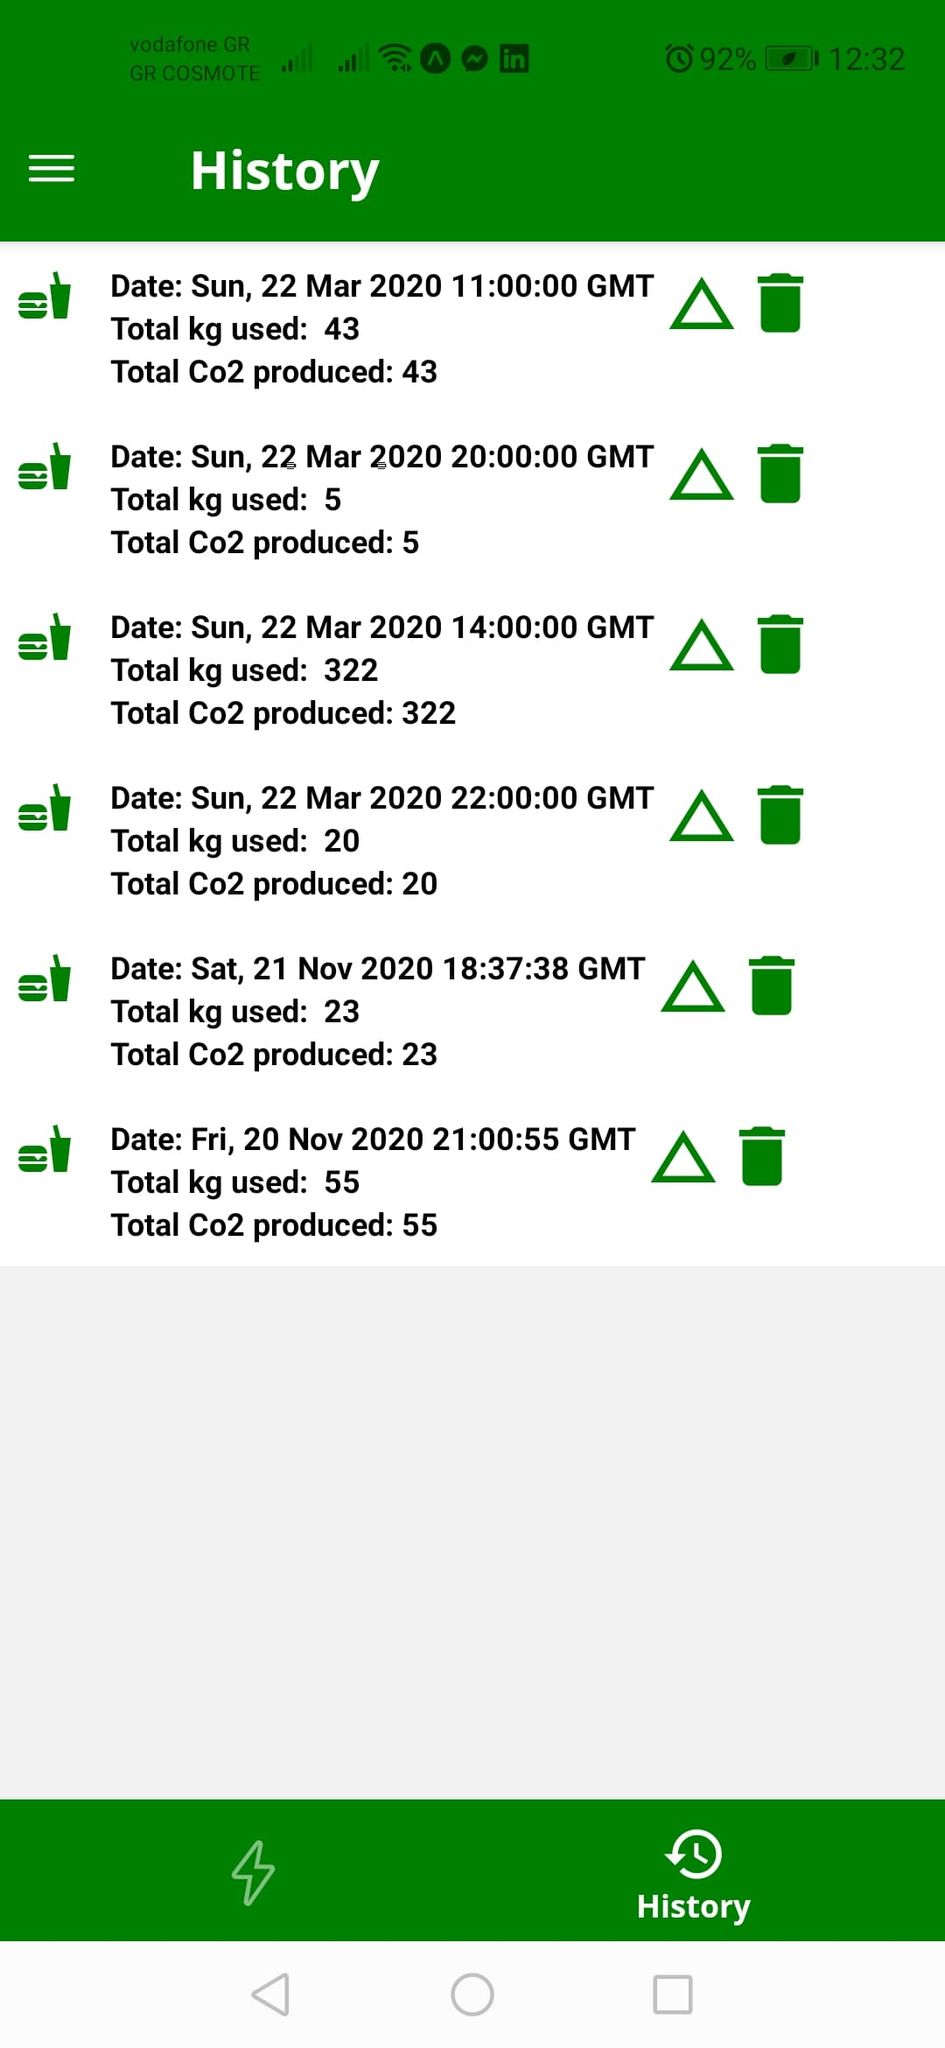 vodafone GR
GR COSMOTE
92%
12:32
History
Date: Sun, 22 Mar 2020 11:00:00 GMT
Total kg used: 43
Total Co2 produced: 43
Date: Sun, 22 Mar 2020 20:00:00 GMT
Total kg used: 5
Total Co2 produced: 5
Date: Sun, 22 Mar 2020 14:00:00 GMT
Total kg used: 322
Total Co2 produced: 322
Date: Sun, 22 Mar 2020 22:00:00 GMT
Total kg used: 20
Total Co2 produced: 20
Date: Sat, 21 Nov 2020 18:37:38 GMT
Total kg used: 23
Total Co2 produced: 23
Date: Fri, 20 Nov 2020 21:00:55 GMT
Total kg used: 55
Total Co2 produced: 55
History